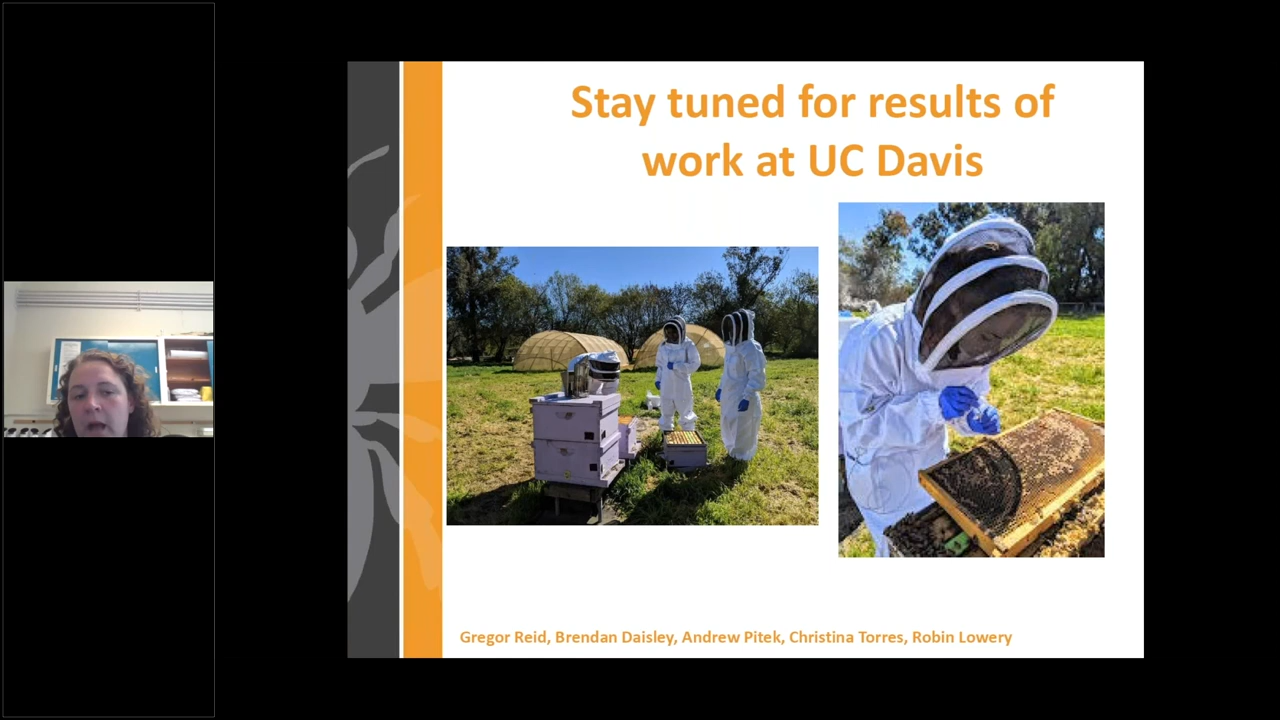 Stay tuned for results of
work at UC Davis
Gregor Reid, Brendan Daisley, Andrew Pitek, Christina Torres, Robin Lowery